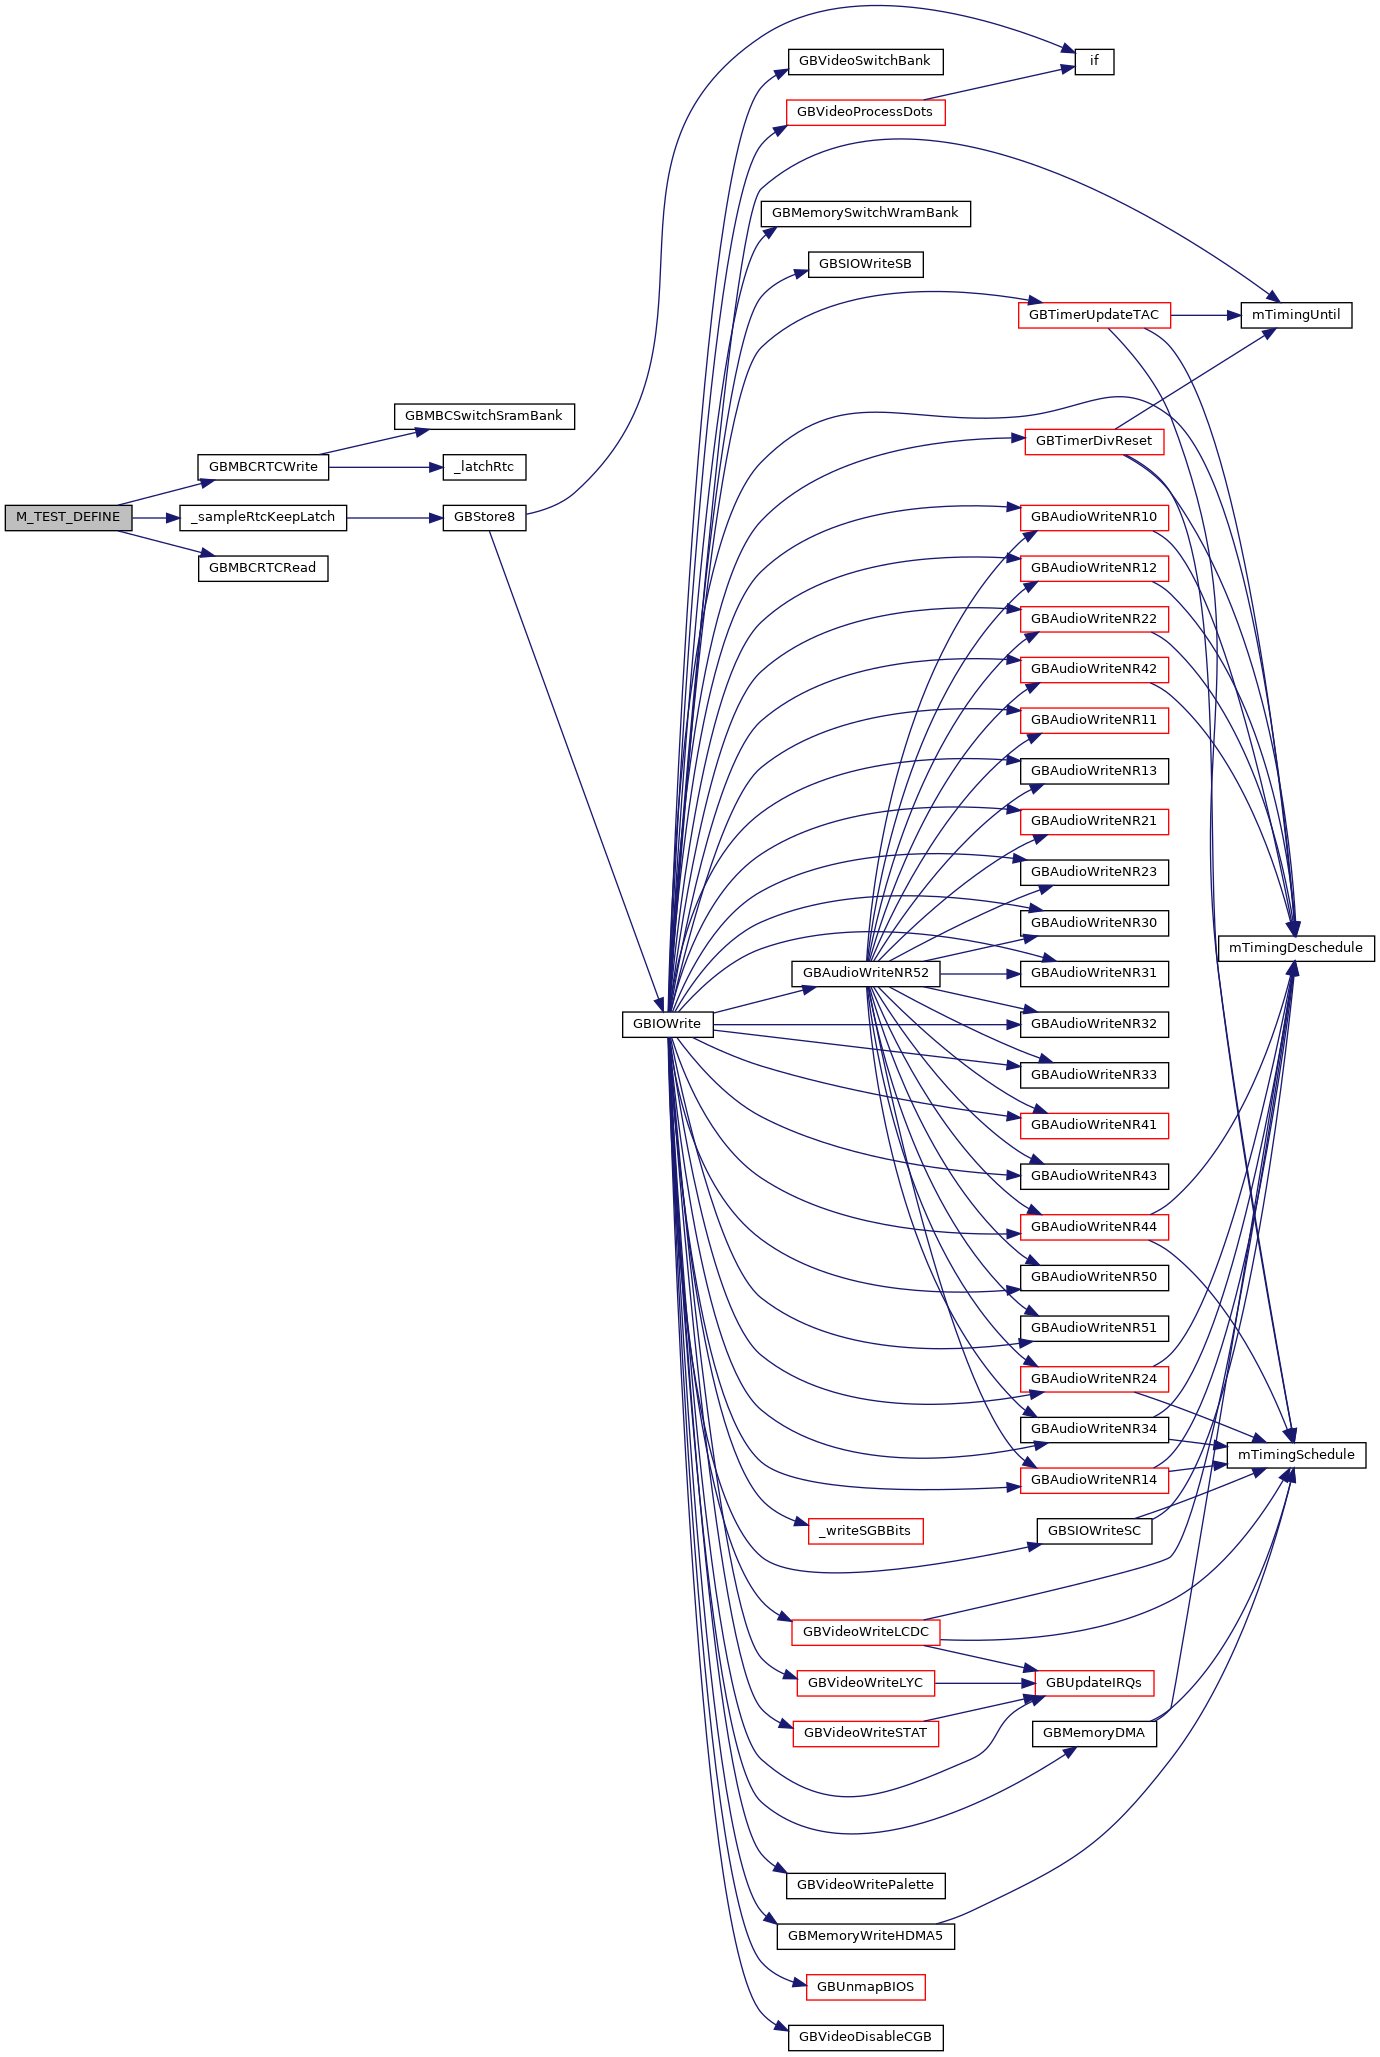 if
GBVideoSwitchBank
GBVideoProcessDots
GBMemorySwitchWramBank
GBSIOWriteSB
GBTimerUpdateTAC
mTimingUntil
GBMBCSwitchSramBank
GBTimerDivReset
GBMBCRTCWrite
_latchRtc
M_TEST_DEFINE
_sampleRtcKeepLatch
GBStore8
GBAudioWriteNR10
GBMBCRTCRead
GBAudioWriteNR12
GBAudioWriteNR22
GBAudioWriteNR42
GBAudioWriteNR11
GBAudioWriteNR13
GBAudioWriteNR21
GBAudioWriteNR23
GBAudioWriteNR30
mTimingDeschedule
GBAudioWriteNR52
GBAudioWriteNR31
GBIOWrite
GBAudioWriteNR32
GBAudioWriteNR33
GBAudioWriteNR41
GBAudioWriteNR43
GBAudioWriteNR44
GBAudioWriteNR50
GBAudioWriteNR51
GBAudioWriteNR24
GBAudioWriteNR34
mTimingSchedule
GBAudioWriteNR14
_writeSGBBits
GBSIOWriteSC
GBVideoWriteLCDC
GBVideoWriteLYC
GBUpdateIRQs
GBVideoWriteSTAT
GBMemoryDMA
GBVideoWritePalette
GBMemoryWriteHDMA5
GBUnmapBIOS
GBVideoDisableCGB